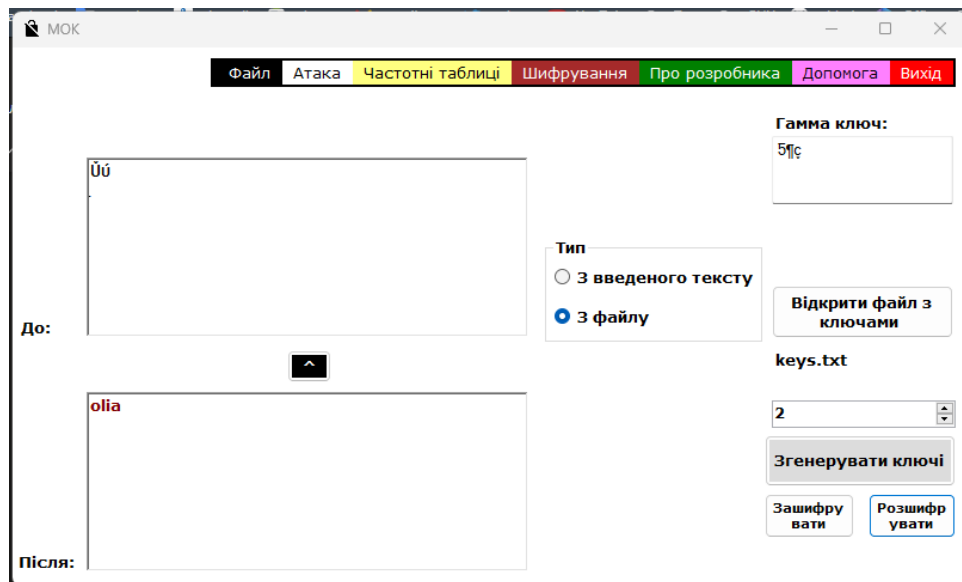 МОК
Файл Атака Частотні таблиці Шифрування Про розробника Допомога Вихід
Гамма ключ:
5¶ç
Ŭú
Тип
З введеного тексту
З файлу
До:
Відкрити файл з
ключами
keys.txt
^
olia
2
Згенерувати ключі
Зашифру
вати
Розшифр
увати
Після: